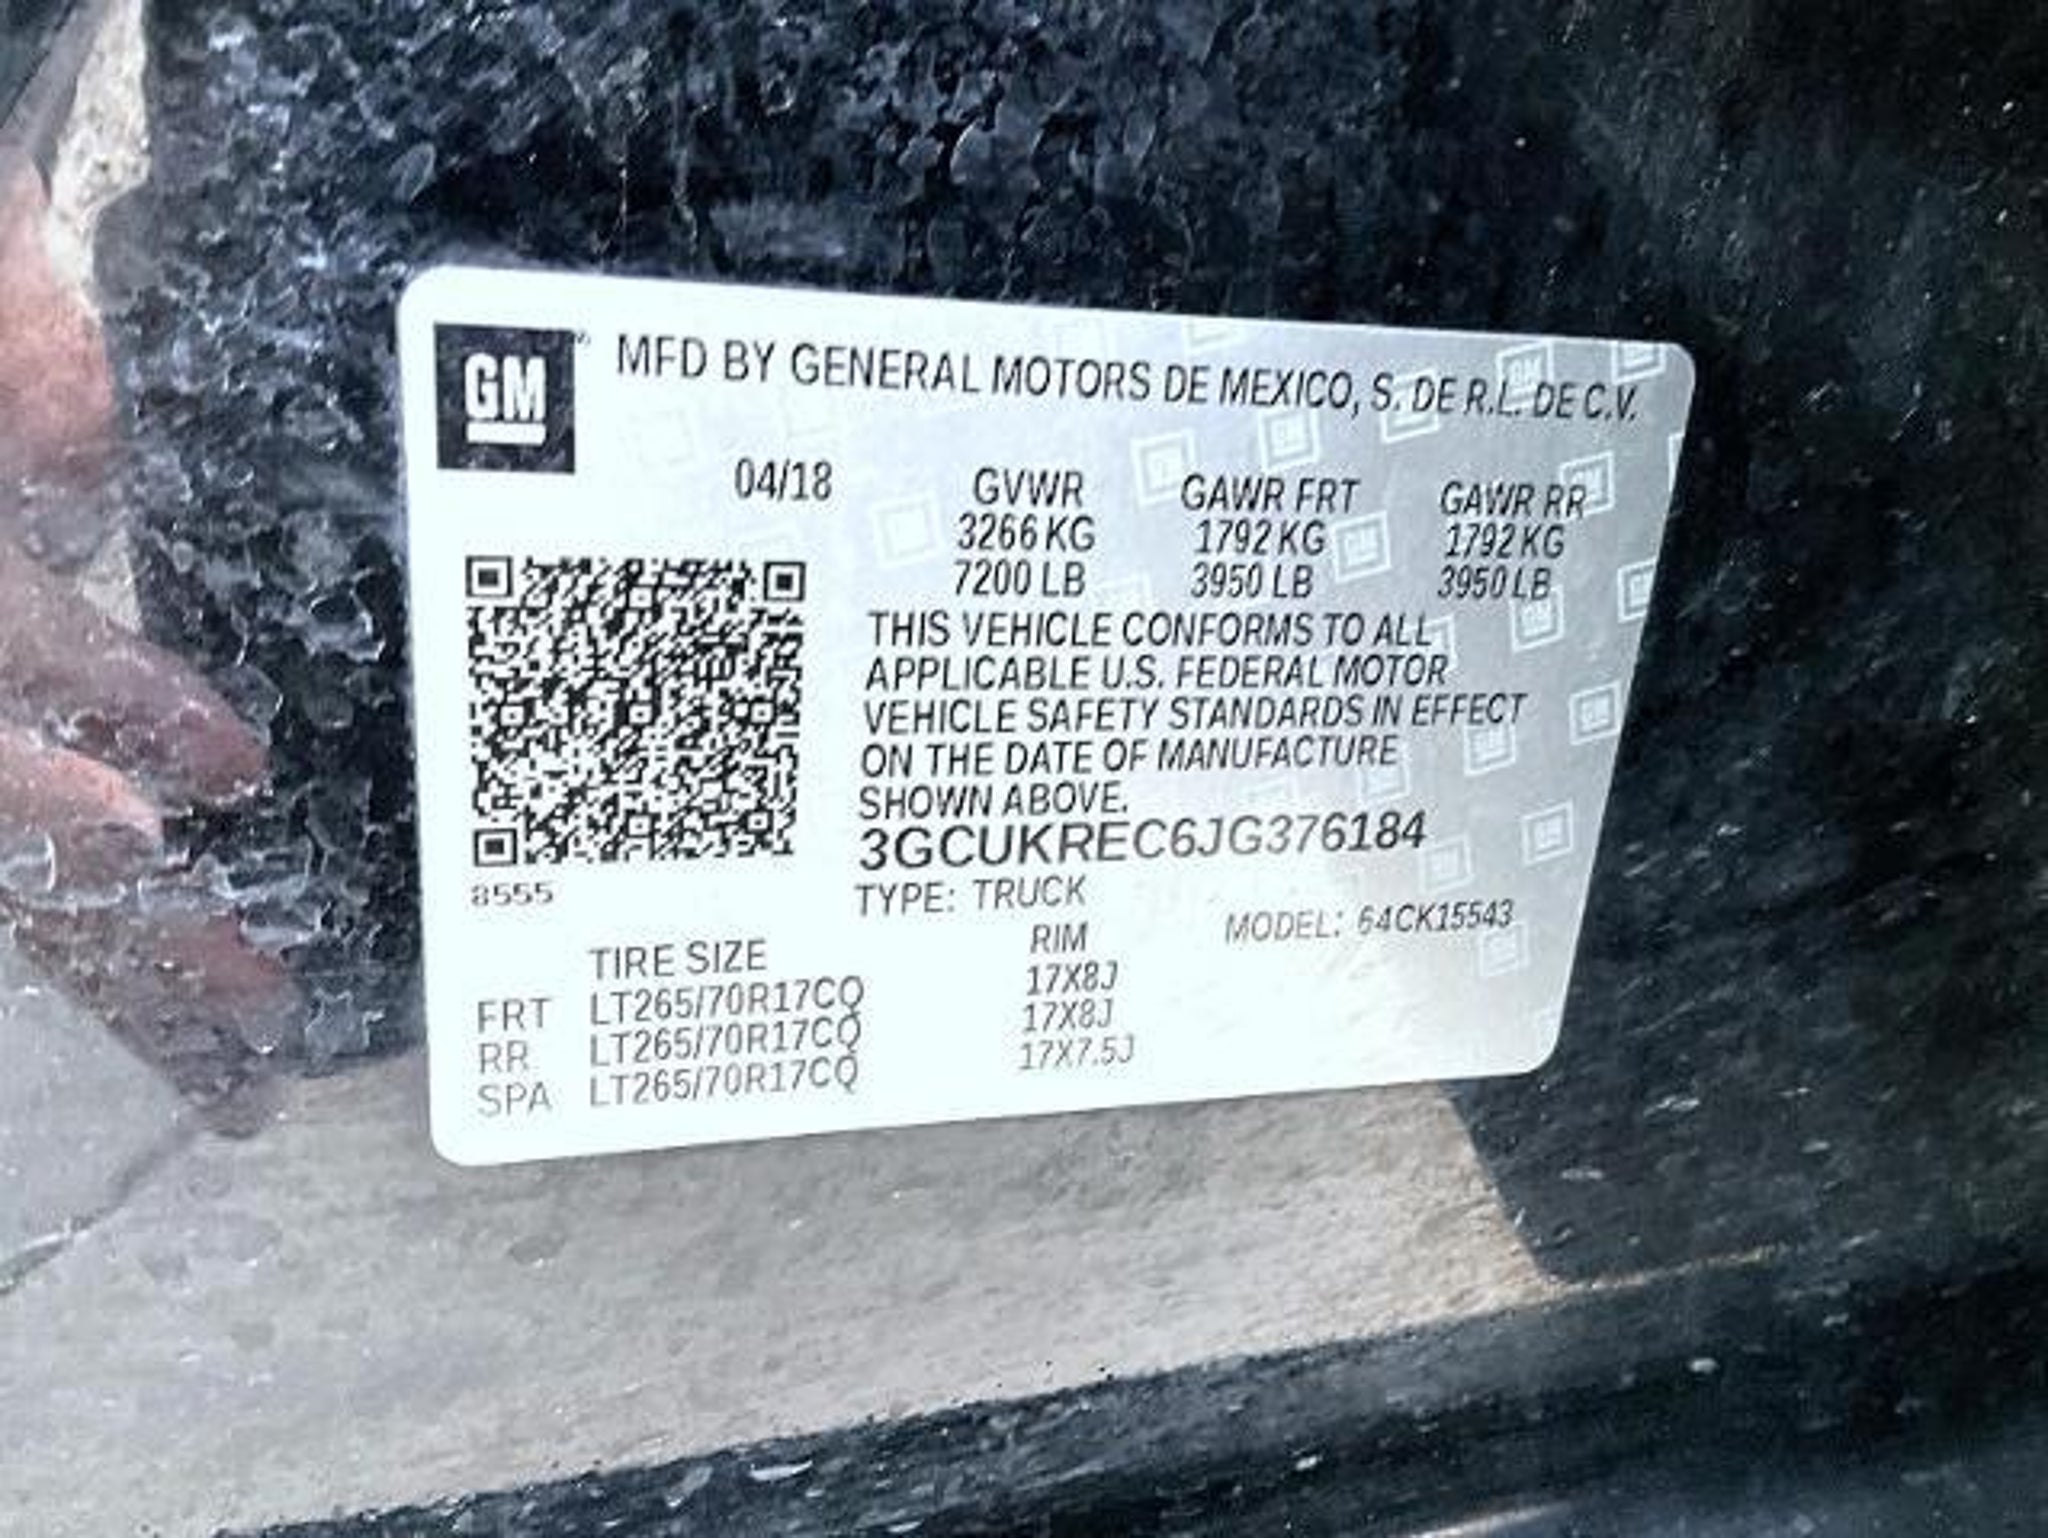 GM
MFD BY GENERAL MOTORS DE MEXICO, S. DE R.L. DE C.V.
04/18
GVWR GAWR FRT GAWR RR
3266 KG 1792 KG 1792 KG
7200 LB 3950 LB 3950 LB
THIS VEHICLE CONFORMS TO ALL
APPLICABLE U.S. FEDERAL MOTOR
VEHICLE SAFETY STANDARDS IN EFFECT
ON THE DATE OF MANUFACTURE
SHOWN ABOVE.
3GCUKREC6JG376184
8555
TYPE: TRUCK
MODEL: 64CK15543
TIRE SIZE RIM
FRT LT265/70R17CQ 17X8J
RR LT265/70R17CQ 17X8J
SPA LT265/70R17CQ 17X7.5J